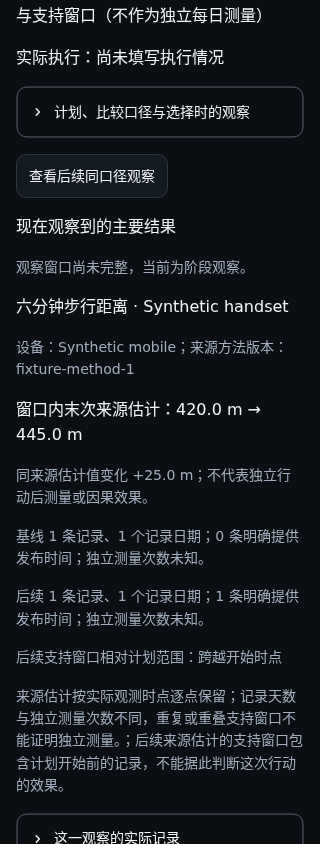 与支持窗口（不作为独立每日测量）
实际执行：尚未填写执行情况
计划、比较口径与选择时的观察
查看后续同口径观察
现在观察到的主要结果
观察窗口尚未完整，当前为阶段观察。
六分钟步行距离 · Synthetic handset
设备：Synthetic mobile；来源方法版本：
fixture-method-1
窗口内末次来源估计：420.0 m →
445.0 m
同来源估计值变化 +25.0 m；不代表独立行
动后测量或因果效果。
基线 1 条记录、1 个记录日期；0 条明确提供
发布时间；独立测量次数未知。
后续 1 条记录、1 个记录日期；1 条明确提供
发布时间；独立测量次数未知。
后续支持窗口相对计划范围：跨越开始时点
来源估计按实际观测时点逐点保留；记录天数
与独立测量次数不同，重复或重叠支持窗口不
能证明独立测量。；后续来源估计的支持窗口包
含计划开始前的记录，不能据此判断这次行动
的效果。
这一观察的实际记录